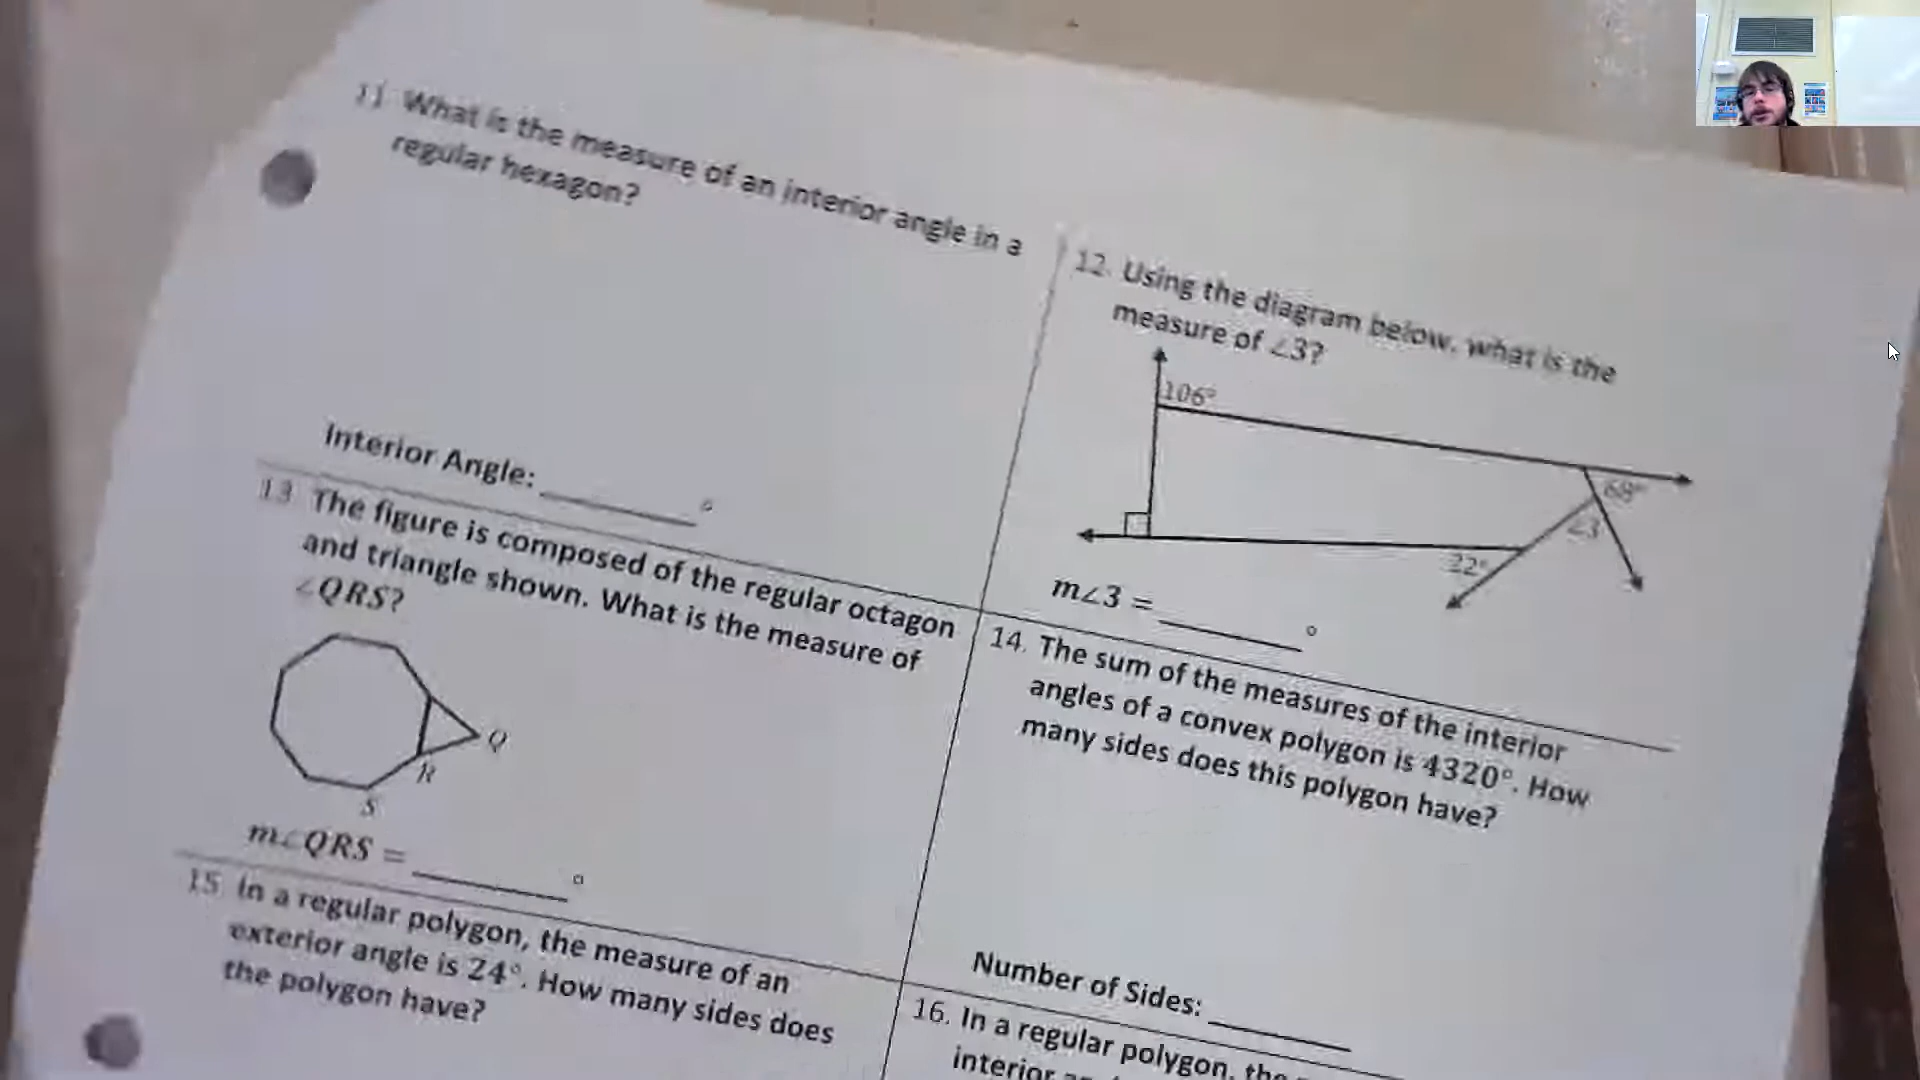 11. What is the measure of an interior angle in a
regular hexagon?
Interior Angle: ________°
12. Using the diagram below, what is the
measure of ∠3?
106°
68°
∠3
22°
m∠3 = ________°
13. The figure is composed of the regular octagon
and triangle shown. What is the measure of
∠QRS?
Q
R
S
m∠QRS = ________°
14. The sum of the measures of the interior
angles of a convex polygon is 4320°. How
many sides does this polygon have?
Number of Sides: ________
15. In a regular polygon, the measure of an
exterior angle is 24°. How many sides does
the polygon have?
16. In a regular polygon, the
interior